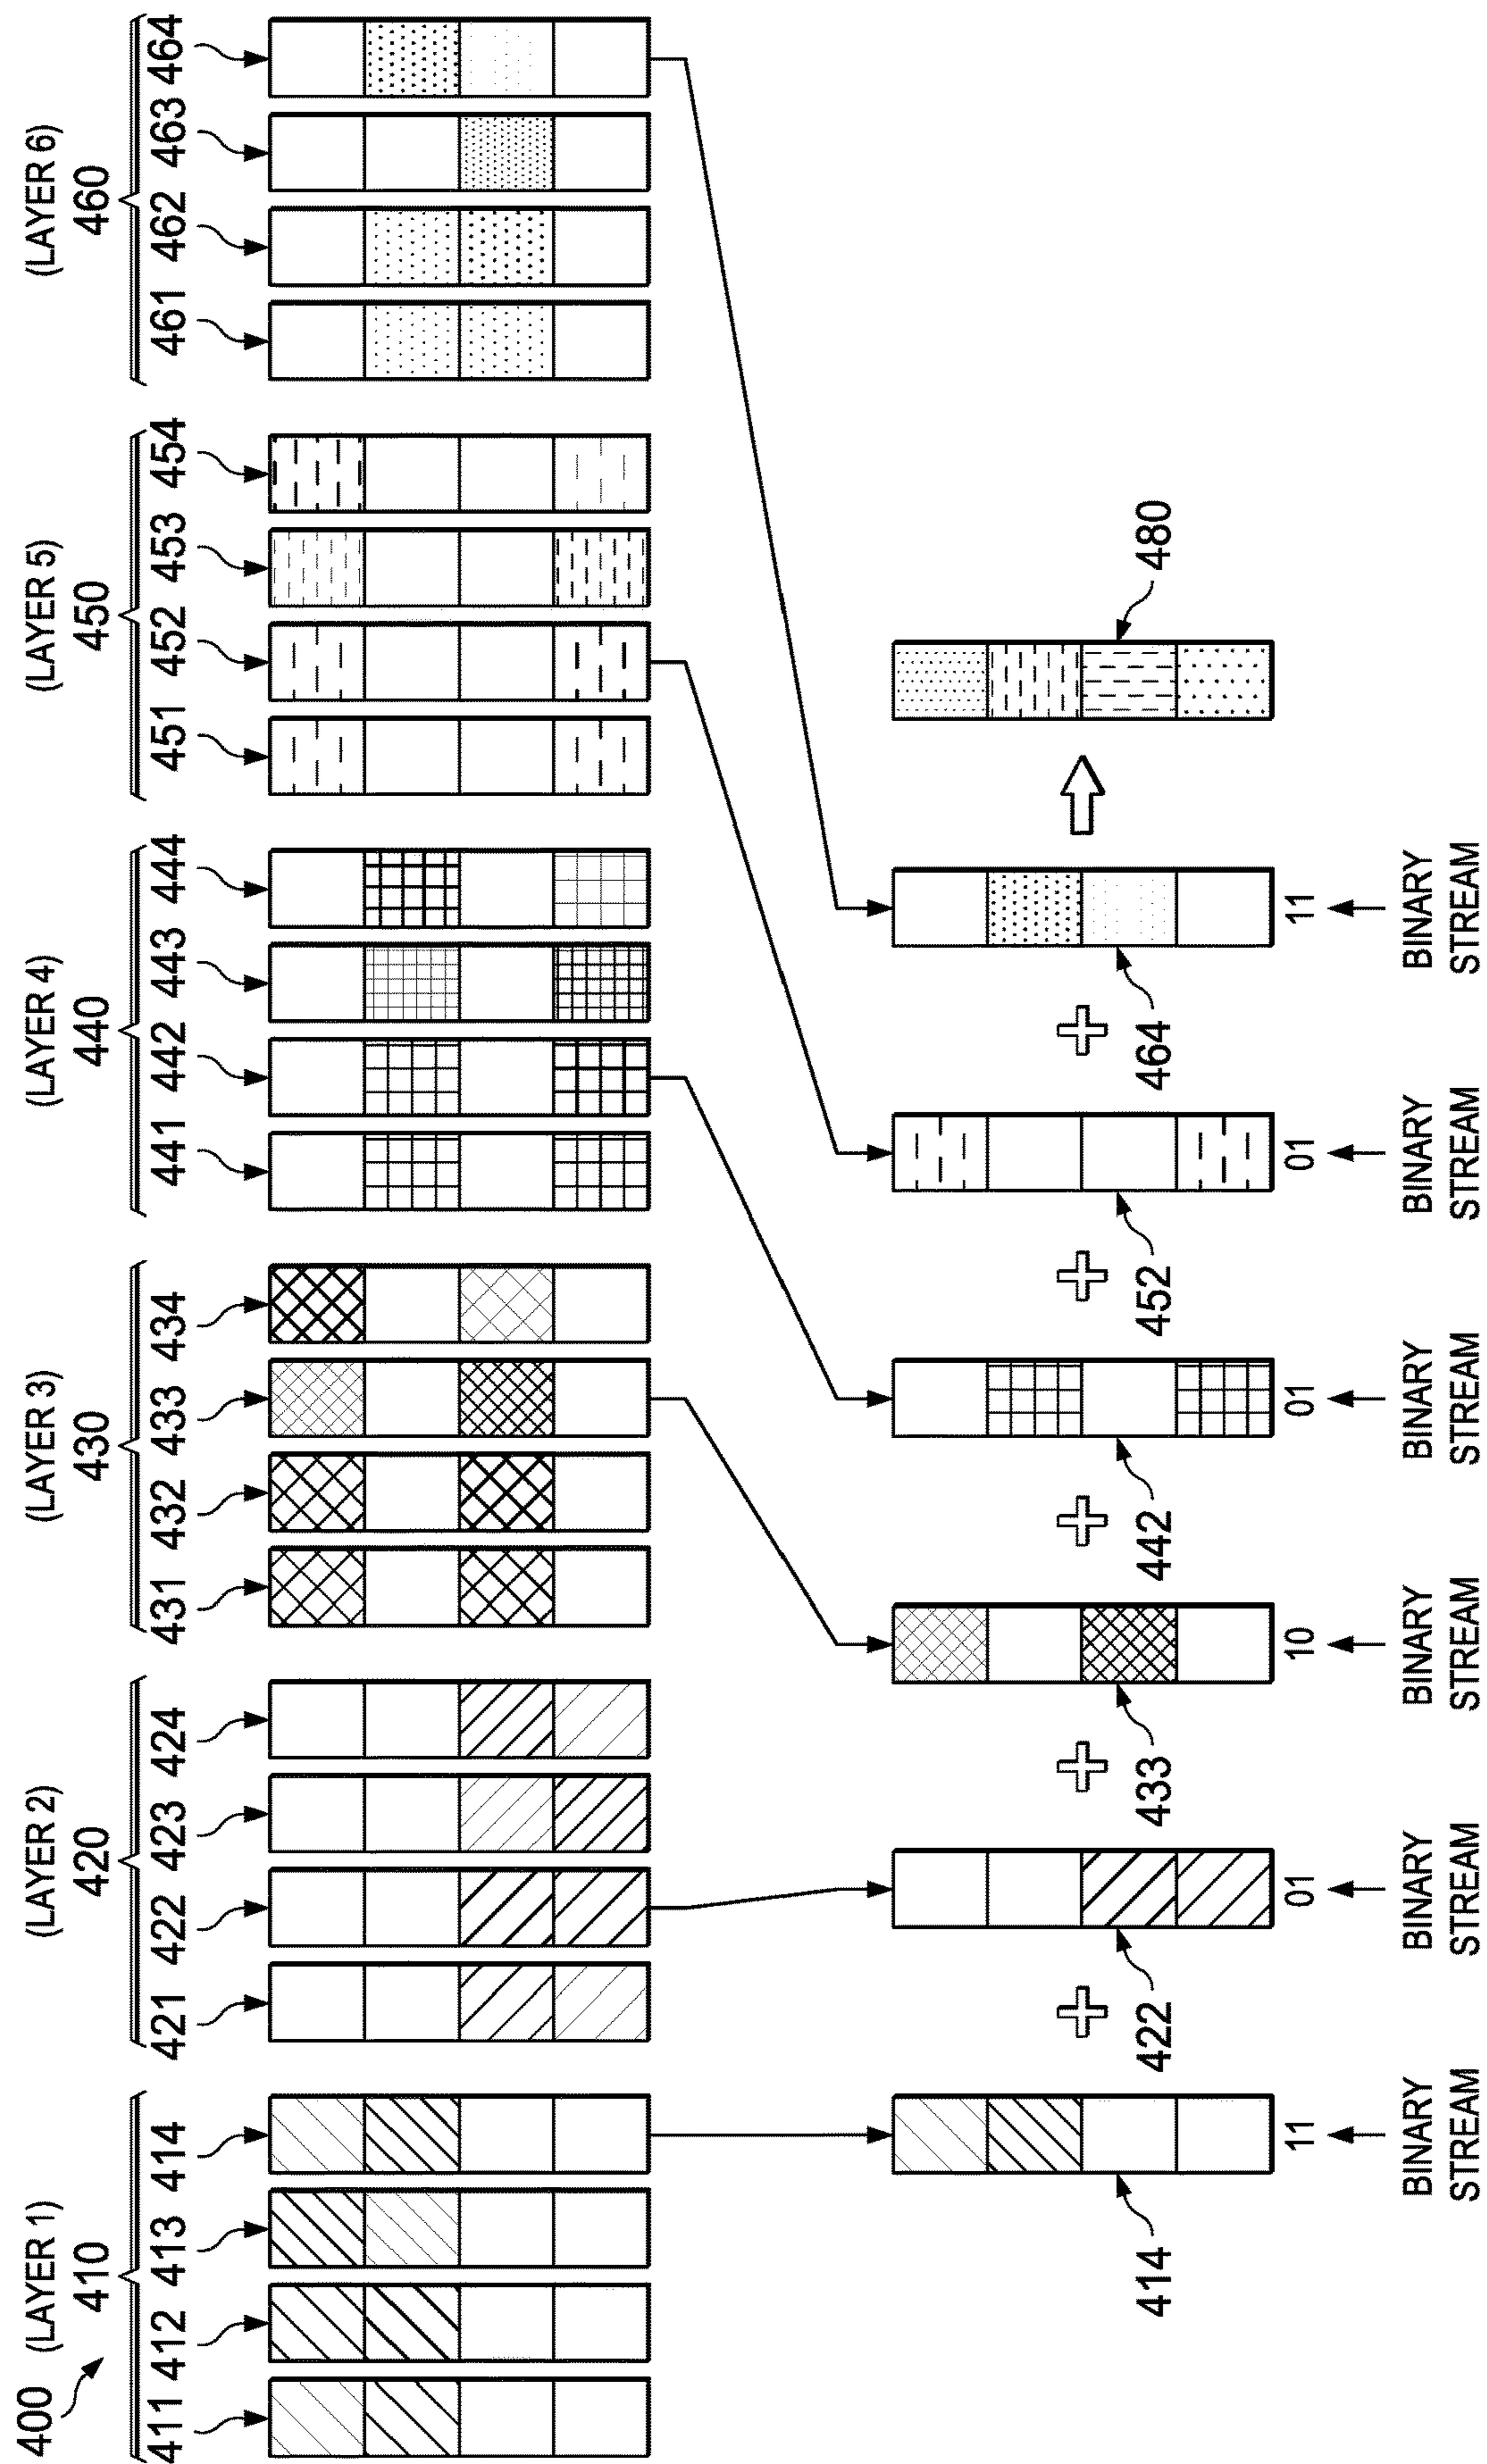 400
(LAYER 1)
410
411 412 413 414
(LAYER 2)
420
421 422 423 424
(LAYER 3)
430
431 432 433 434
(LAYER 4)
440
441 442 443 444
(LAYER 5)
450
451 452 453 454
(LAYER 6)
460
461 462 463 464
414
+
422
+
433
+
442
+
452
+
464
480
11
01
10
01
01
11
BINARY
STREAM
BINARY
STREAM
BINARY
STREAM
BINARY
STREAM
BINARY
STREAM
BINARY
STREAM